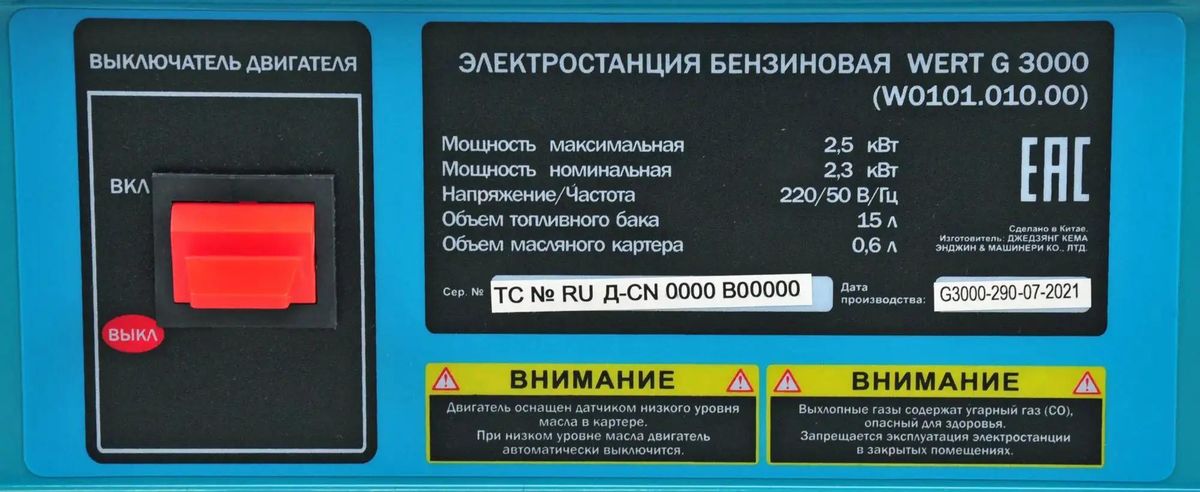 ВЫКЛЮЧАТЕЛЬ ДВИГАТЕЛЯ
ВКЛ
ВЫКЛ
ЭЛЕКТРОСТАНЦИЯ БЕНЗИНОВАЯ WERT G 3000
(W0101.010.00)
Мощность максимальная 2,5 кВт
Мощность номинальная 2,3 кВт
Напряжение/Частота 220/50 В/Гц
Объем топливного бака 15 л
Объем масляного картера 0,6 л
ЕАС
Сделано в Китае.
Изготовитель: ДЖЕДЗЯНГ КЕМА
ЭНДЖИН & МАШИНЕРИ КО., ЛТД.
Сер. № ТС № RU Д-CN 0000 B00000
Дата
производства: G3000-290-07-2021
ВНИМАНИЕ
Двигатель оснащен датчиком низкого уровня
масла в картере.
При низком уровне масла двигатель
автоматически выключится.
ВНИМАНИЕ
Выхлопные газы содержат угарный газ (СО),
опасный для здоровья.
Запрещается эксплуатация электростанции
в закрытых помещениях.